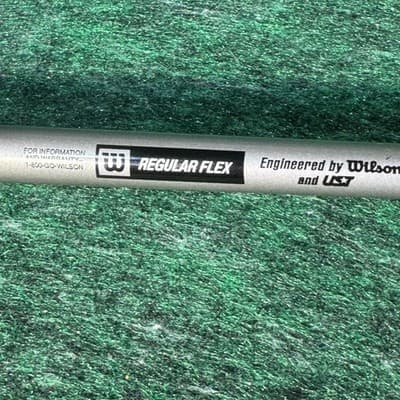 FOR INFORMATION
AND WARRANTY-
1-800-GO-WILSON
W REGULAR FLEX
Engineered by Wilson
and UST